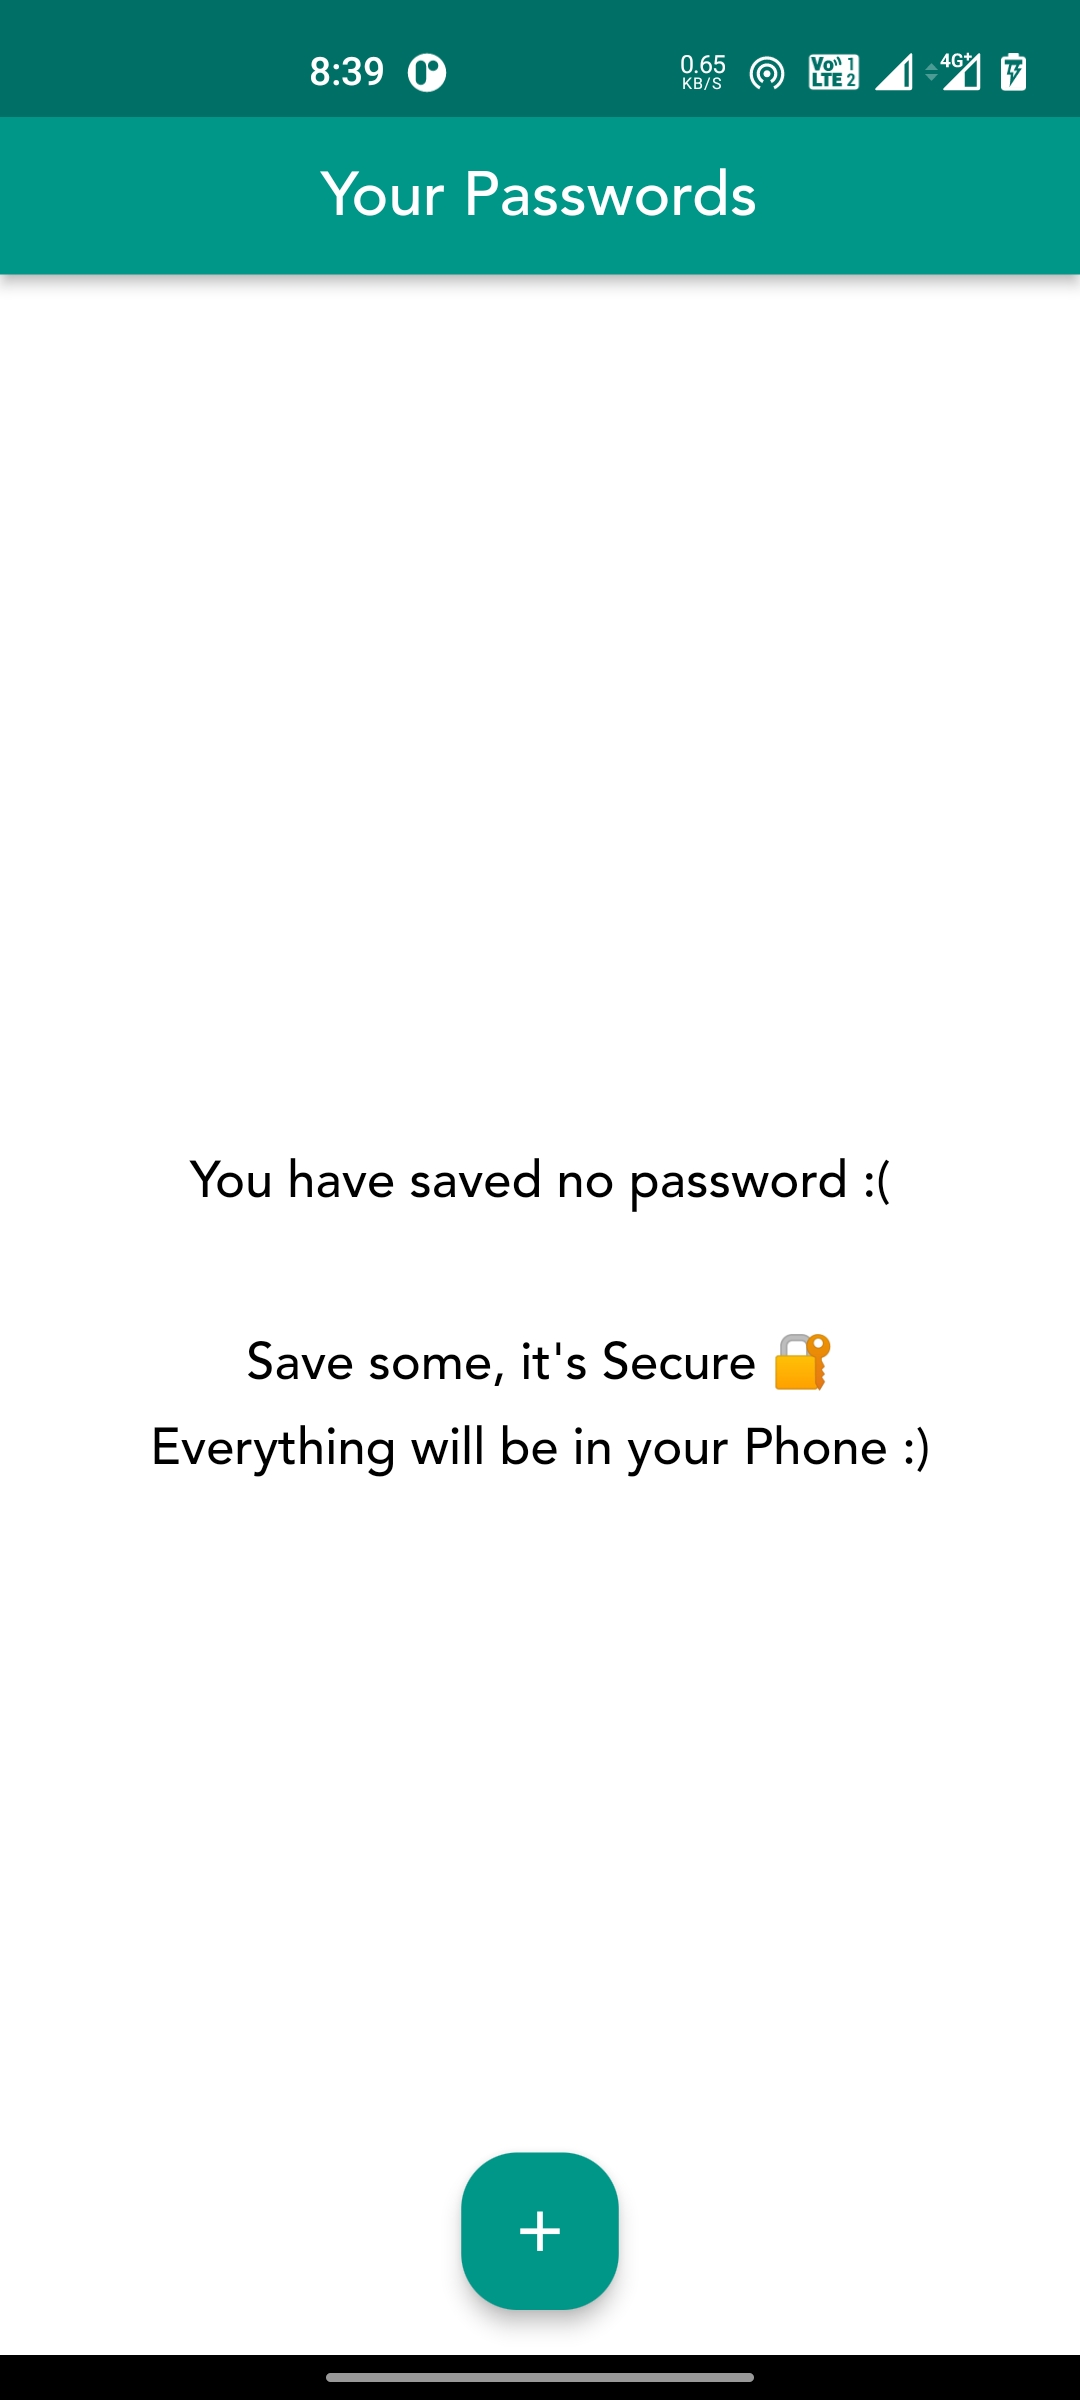 8:39 0.65 KB/S Vo LTE 1 2 4G+
Your Passwords
You have saved no password :(
Save some, it's Secure 🔐
Everything will be in your Phone :)
+